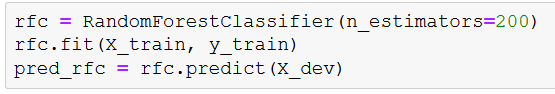 rfc = RandomForestClassifier(n_estimators=200)
rfc.fit(X_train, y_train)
pred_rfc = rfc.predict(X_dev)